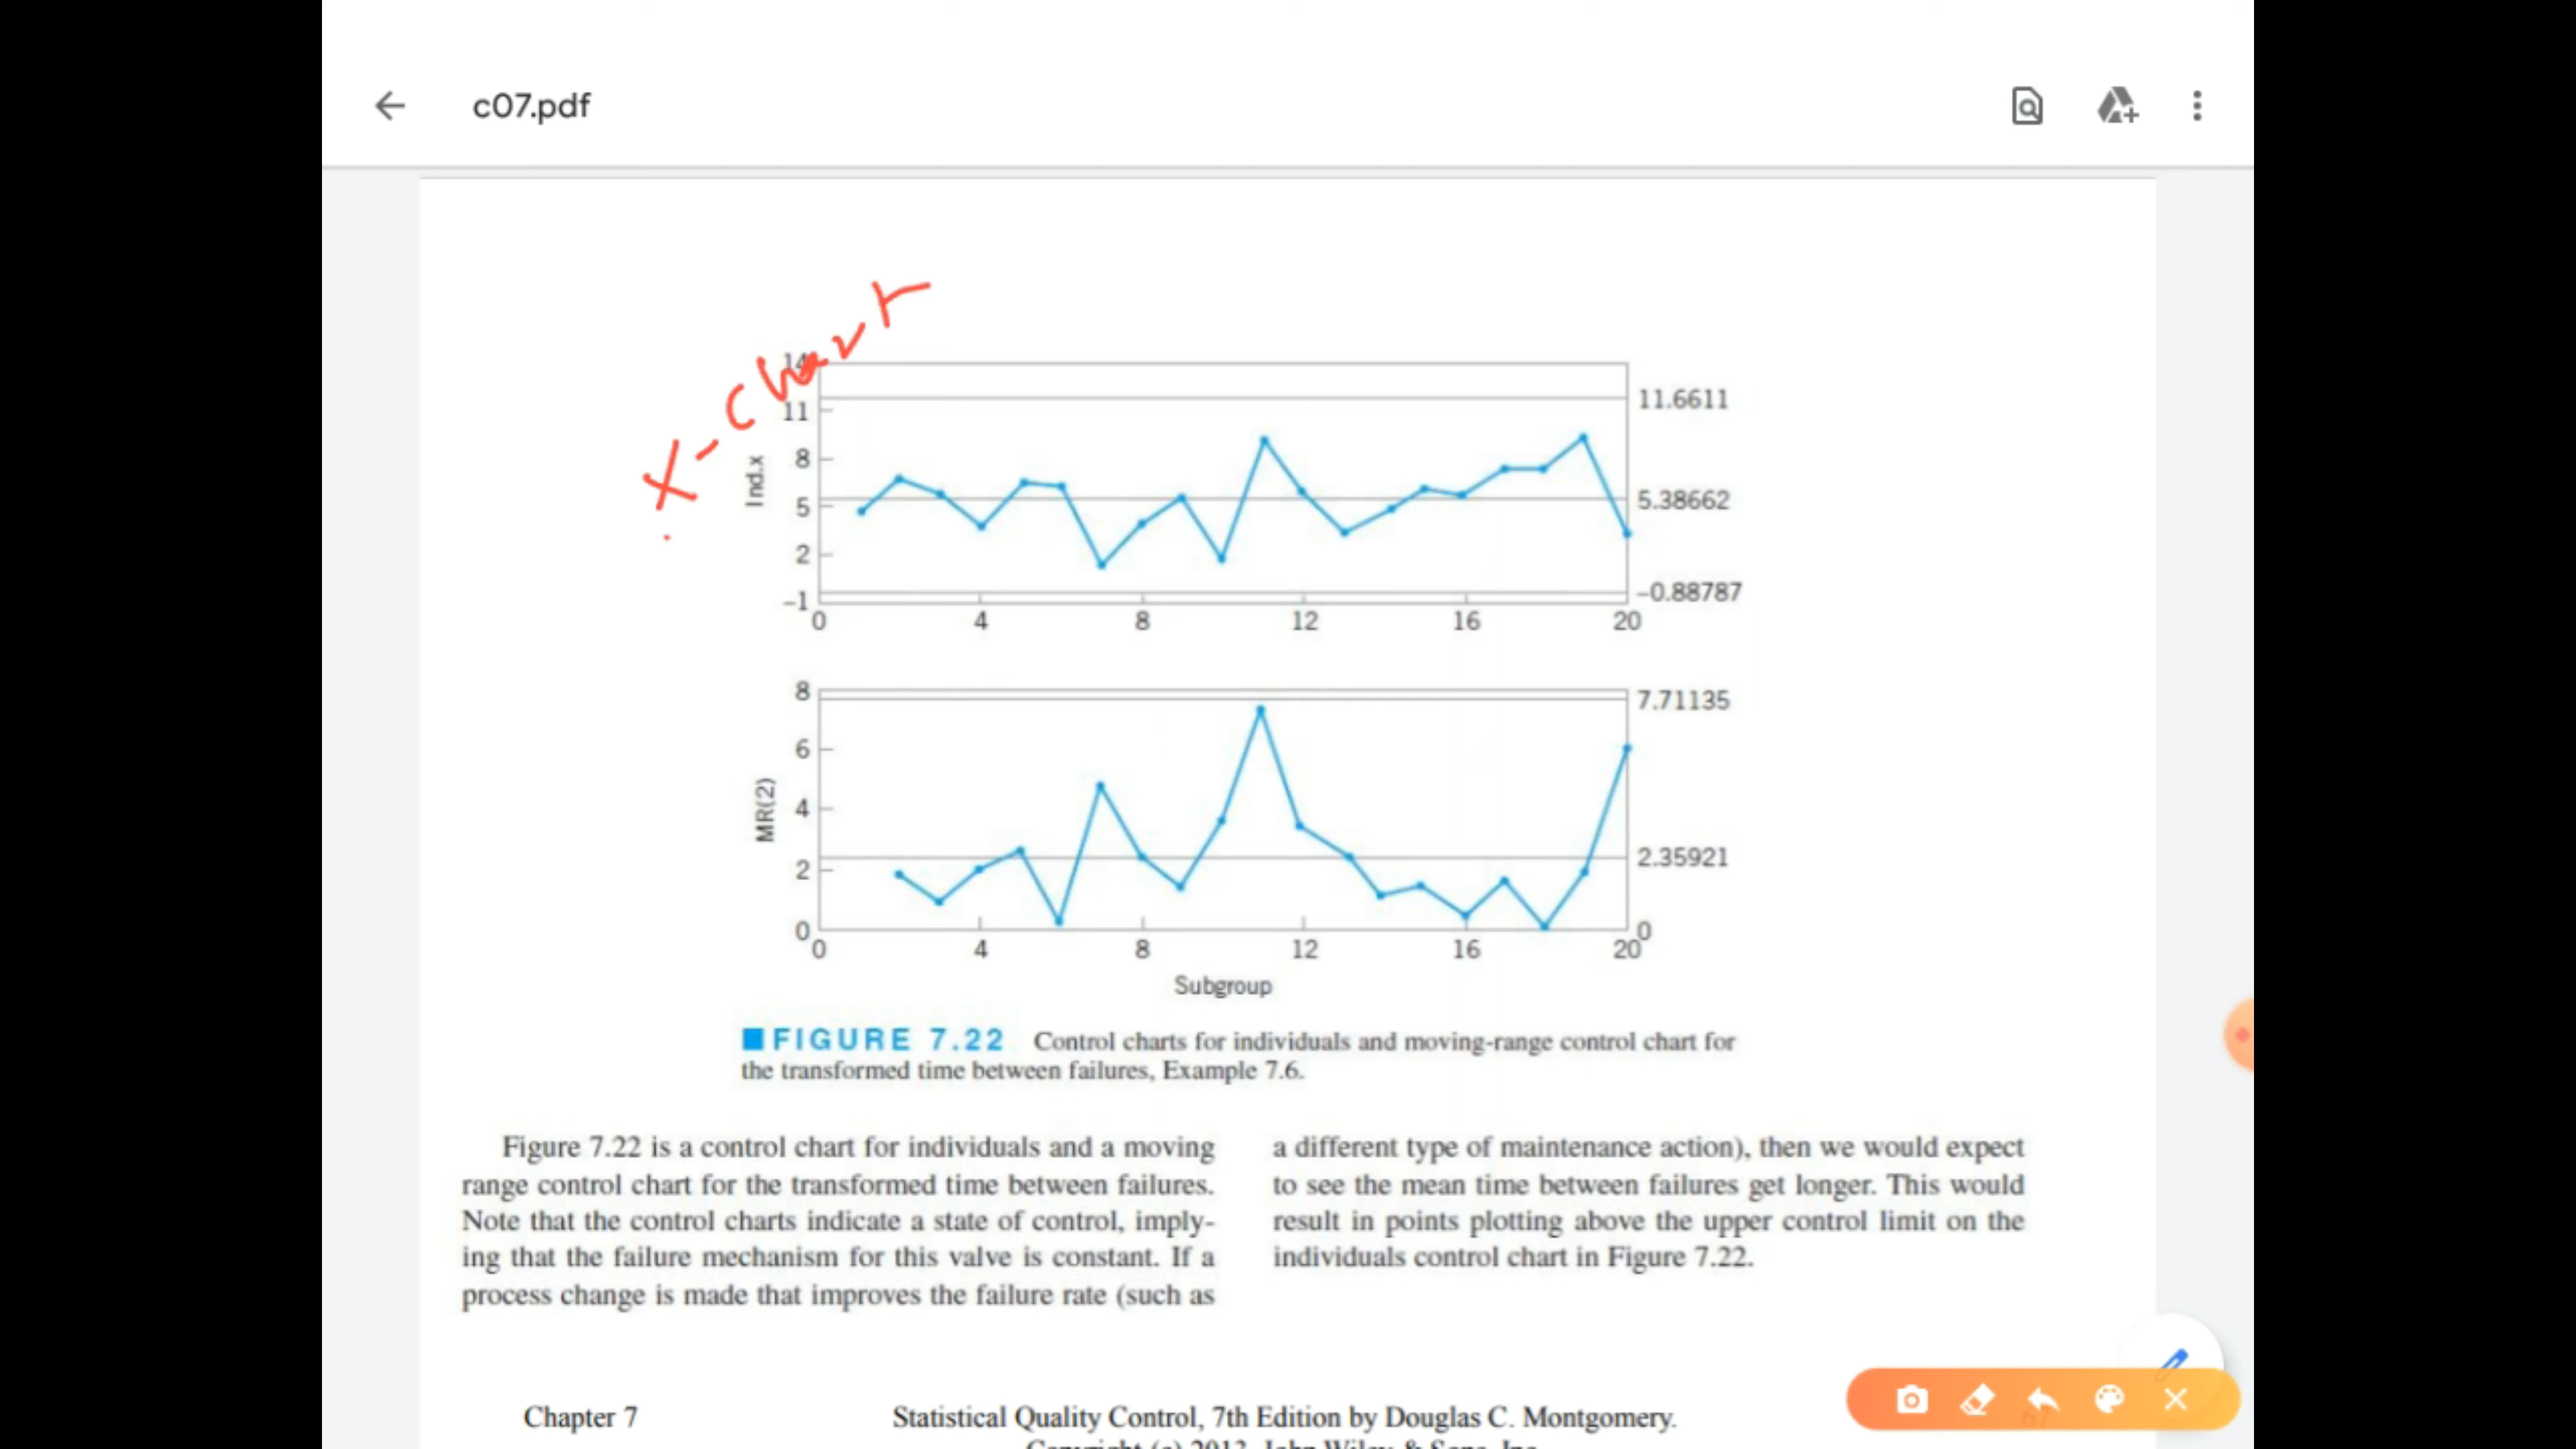 c07.pdf
X-chart
14
11
8
5
2
-1
Ind.x
11.6611
5.38662
-0.88787
0 4 8 12 16 20
8
6
4
2
0
MR(2)
7.71135
2.35921
0
0 4 8 12 16 20
Subgroup
FIGURE 7.22 Control charts for individuals and moving-range control chart for
the transformed time between failures, Example 7.6.
Figure 7.22 is a control chart for individuals and a moving
range control chart for the transformed time between failures.
Note that the control charts indicate a state of control, imply-
ing that the failure mechanism for this valve is constant. If a
process change is made that improves the failure rate (such as
a different type of maintenance action), then we would expect
to see the mean time between failures get longer. This would
result in points plotting above the upper control limit on the
individuals control chart in Figure 7.22.
Chapter 7
Statistical Quality Control, 7th Edition by Douglas C. Montgomery.
Copyright (c) 2013 John Wiley & Sons, Inc.